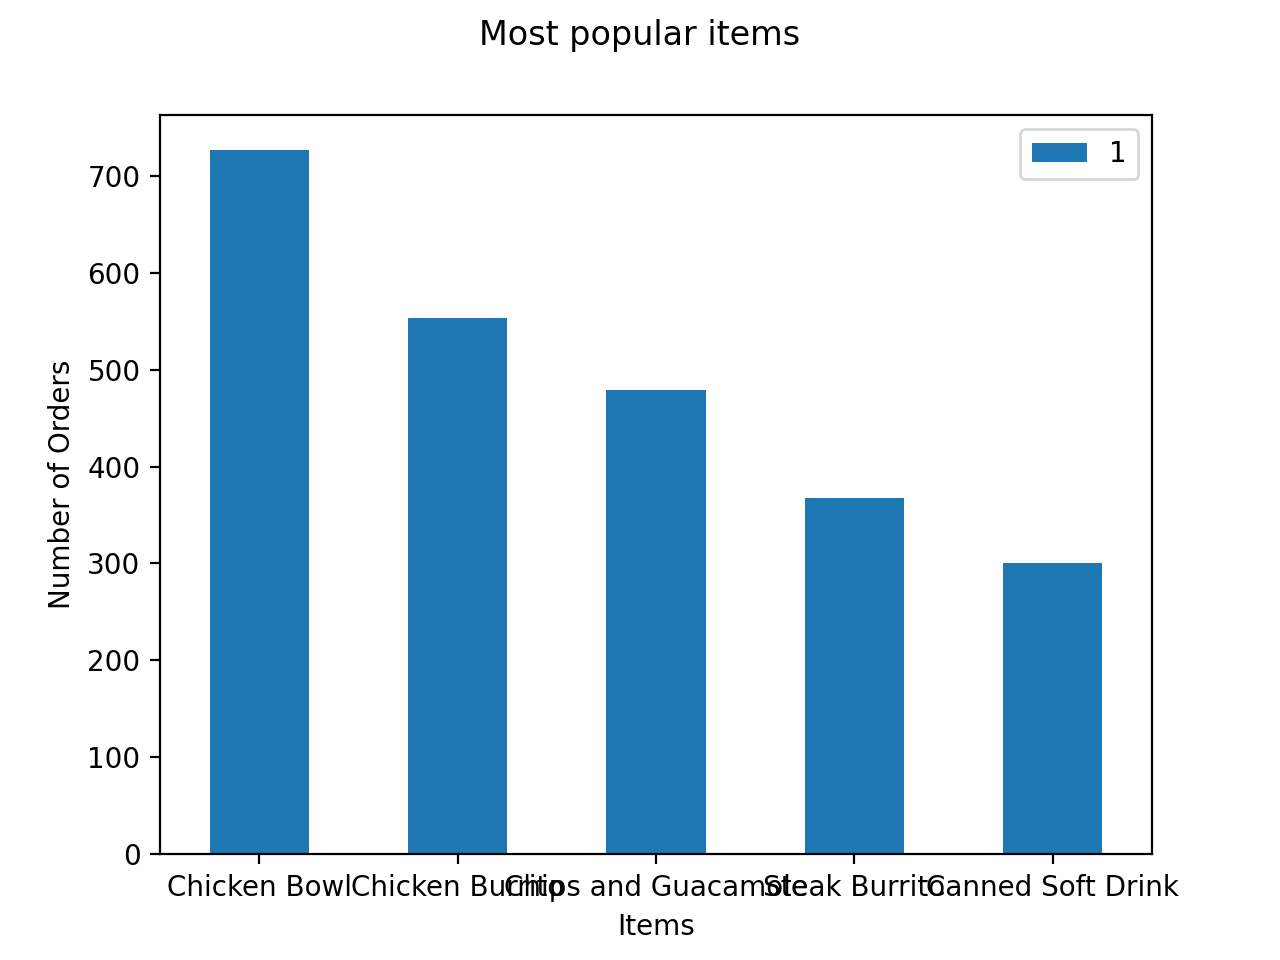 Most popular items
1
700
600
500
400
300
200
100
0
Number of Orders
Chicken Bowl Chicken Burrito Chips and Guacamole Steak Burrito Canned Soft Drink
Items